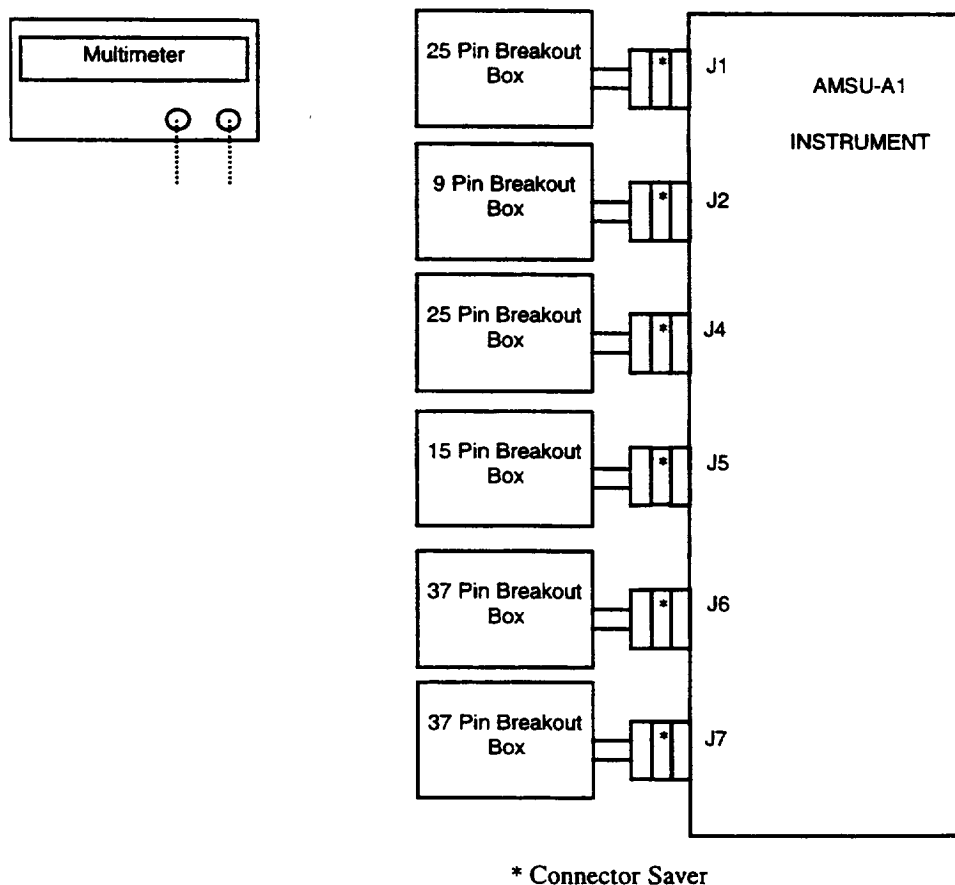 Multimeter
25 Pin Breakout
Box
* J1
AMSU-A1
INSTRUMENT
9 Pin Breakout
Box
* J2
25 Pin Breakout
Box
* J4
15 Pin Breakout
Box
* J5
37 Pin Breakout
Box
* J6
37 Pin Breakout
Box
* J7
* Connector Saver